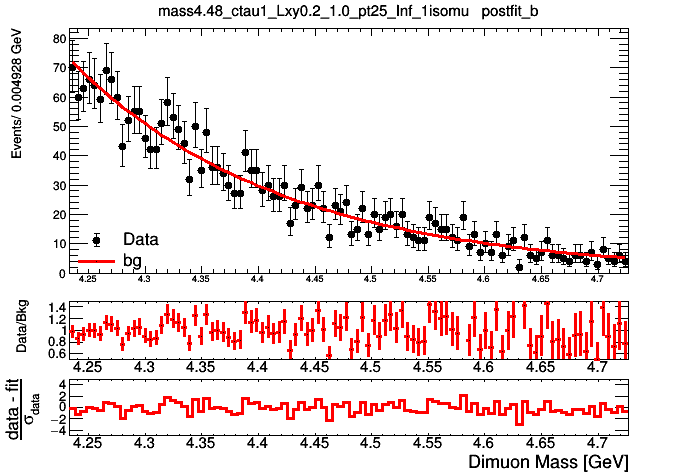 mass4.48_ctau1_Lxy0.2_1.0_pt25_Inf_1isomu postfit_b
Events/ 0.004928 GeV
80
70
60
50
40
30
20
10
0
Data
bg
4.25 4.3 4.35 4.4 4.45 4.5 4.55 4.6 4.65 4.7
Data/Bkg
1.4
1.2
1
0.8
0.6
4.25 4.3 4.35 4.4 4.45 4.5 4.55 4.6 4.65 4.7
data - fit
σdata
4
2
0
−2
−4
4.25 4.3 4.35 4.4 4.45 4.5 4.55 4.6 4.65 4.7
Dimuon Mass [GeV]